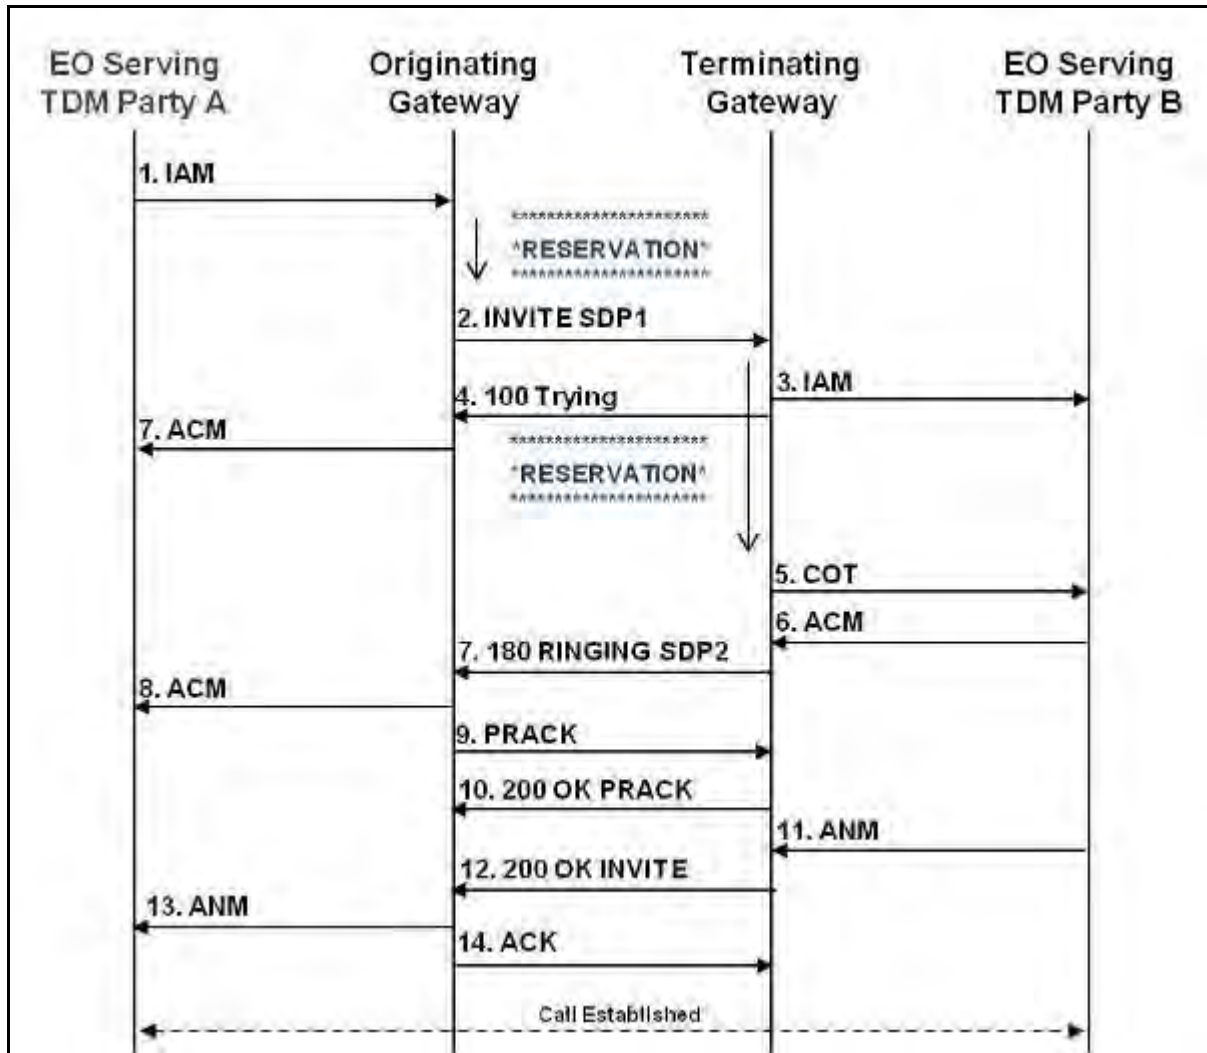 EO Serving
TDM Party A
Originating
Gateway
Terminating
Gateway
EO Serving
TDM Party B
1. IAM
**********************
*RESERVATION*
**********************
2. INVITE SDP1
3. IAM
4. 100 Trying
7. ACM
**********************
*RESERVATION*
**********************
5. COT
6. ACM
7. 180 RINGING SDP2
8. ACM
9. PRACK
10. 200 OK PRACK
11. ANM
12. 200 OK INVITE
13. ANM
14. ACK
Call Established